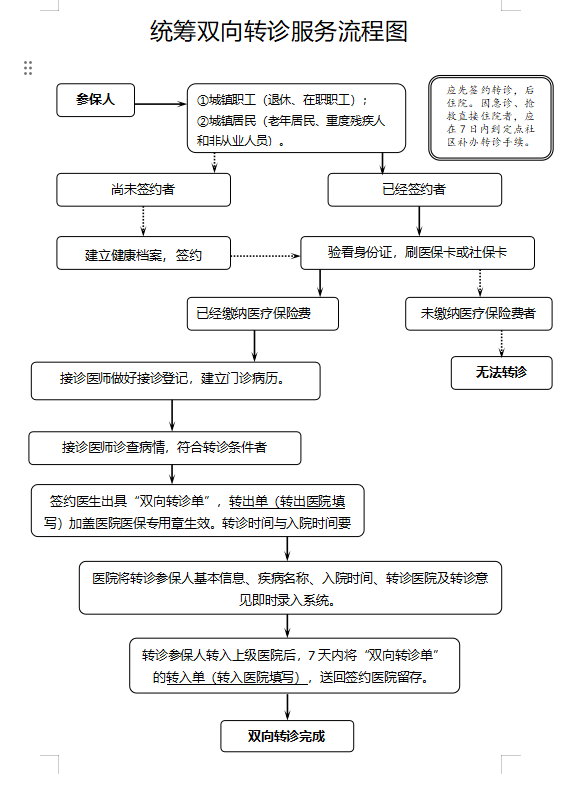 统筹双向转诊服务流程图
参保人
①城镇职工（退休、在职职工）；
②城镇居民（老年居民、重度残疾人
和非从业人员）。
应先签约转诊，后
住院。因急诊、抢
救直接住院者，应
在７日内到定点社
区补办转诊手续。
尚未签约者
已经签约者
建立健康档案，签约
验看身份证，刷医保卡或社保卡
已经缴纳医疗保险费
未缴纳医疗保险费者
无法转诊
接诊医师做好接诊登记，建立门诊病历。
接诊医师诊查病情，符合转诊条件者
签约医生出具“双向转诊单”，转出单（转出医院填
写）加盖医院医保专用章生效。转诊时间与入院时间要
医院将转诊参保人基本信息、疾病名称、入院时间、转诊医院及转诊意
见即时录入系统。
转诊参保人转入上级医院后，7 天内将“双向转诊单”
的转入单（转入医院填写），送回签约医院留存。
双向转诊完成